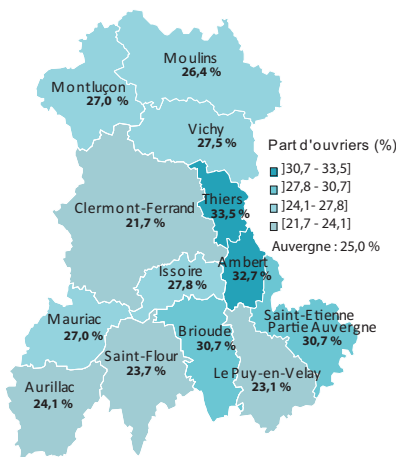 Moulins
26,4 %
Montluçon
27,0 %
Vichy
27,5 %
Part d'ouvriers (%)
]30,7 - 33,5]
]27,8 - 30,7]
]24,1- 27,8]
[21,7 - 24,1]
Auvergne : 25,0 %
Thiers
33,5 %
Clermont-Ferrand
21,7 %
Ambert
32,7 %
Issoire
27,8 %
Saint-Etienne
Partie Auvergne
30,7 %
Mauriac
27,0 %
Brioude
30,7 %
Saint-Flour
23,7 %
Le Puy-en-Velay
23,1 %
Aurillac
24,1 %